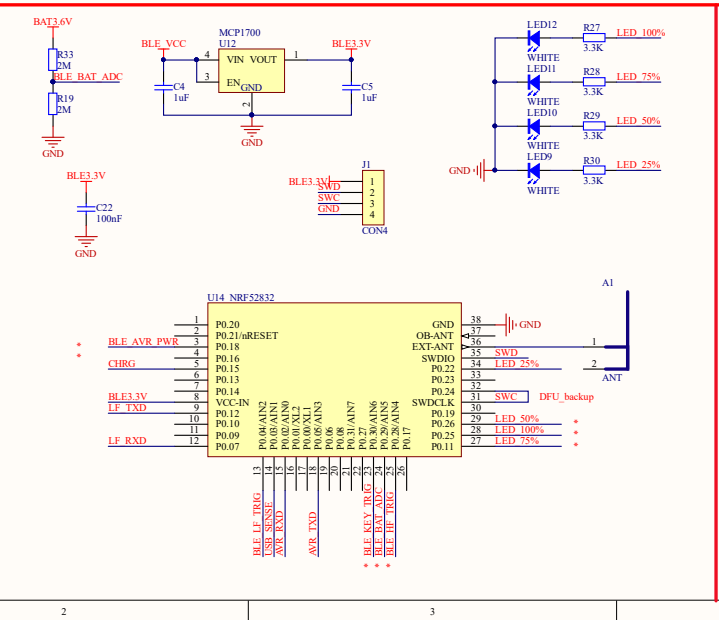 BAT3.6V
R33
2M
BLE_BAT_ADC
R19
2M
GND
MCP1700
U12
BLE_VCC
4
VIN VOUT
1
BLE3.3V
3
EN
GND
2
C4
1uF
C5
1uF
GND
LED12
R27
LED_100%
WHITE
3.3K
LED11
R28
LED_75%
WHITE
3.3K
LED10
R29
LED_50%
WHITE
3.3K
LED9
R30
LED_25%
GND
WHITE
3.3K
BLE3.3V
C22
100nF
GND
J1
BLE3.3V
1
SWD
2
SWC
3
GND
4
CON4
U14 NRF52832
1 P0.20
2 P0.21/nRESET
* BLE_AVR_PWR 3 P0.18
* 4 P0.16
CHRG 5 P0.15
6 P0.13
7 P0.14
BLE3.3V 8 VCC-IN
LF_TXD 9 P0.12
10 P0.10
11 P0.09
LF_RXD 12 P0.07
GND 38 GND
OB-ANT 37
EXT-ANT 36
SWDIO 35 SWD
P0.22 34 LED_25%
P0.23 33
P0.24 32
SWDCLK 31 SWC DFU_backup
P0.19 30
P0.26 29 LED_50% *
P0.25 28 LED_100% *
P0.11 27 LED_75% *
P0.04/AIN2 13 BLE_LF_TRIG
P0.03/AIN1 14 USB_SENSE
P0.02/AIN0 15 AVR_RXD
P0.01/XL2 16
P0.00/XL1 17
P0.05/AIN3 18 AVR_TXD
P0.06 19
P0.08 20
P0.31/AIN7 21
P0.27 22
P0.30/AIN6 23 BLE_KEY_TRIG *
P0.29/AIN5 24 BLE_BAT_ADC *
P0.28/AIN4 25 BLE_HF_TRIG *
P0.17 26
A1
1
2
ANT
2
3